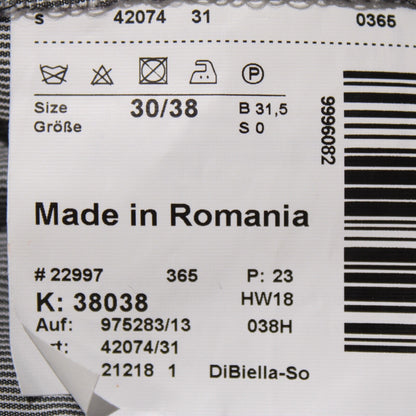 s 42074 31 0365
P
Size 30/38 B 31,5
Größe S 0
9996082
Made in Romania
# 22997 365 P: 23
K: 38038 HW18
Auf: 975283/13 038H
rt: 42074/31
21218 1 DiBiella-So